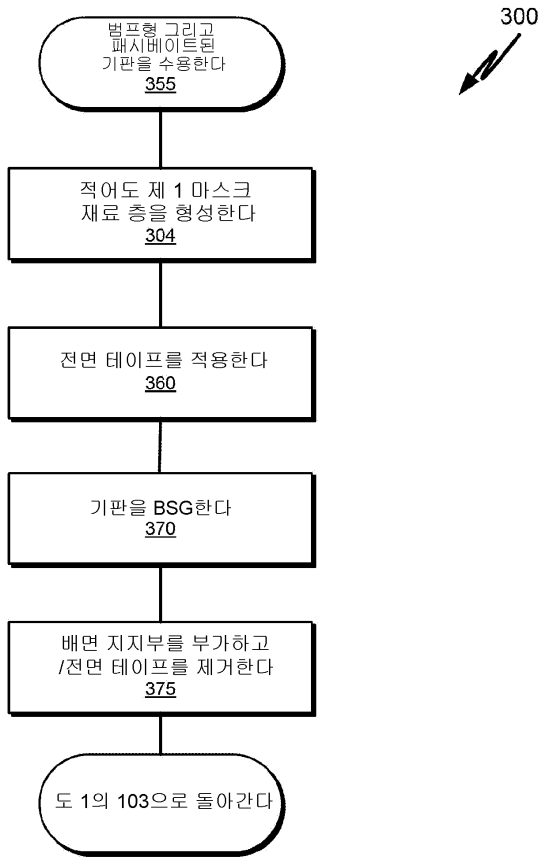 300
범프형 그리고
패시베이트된
기판을 수용한다
355
적어도 제 1 마스크
재료 층을 형성한다
304
전면 테이프를 적용한다
360
기판을 BSG한다
370
배면 지지부를 부가하고
/전면 테이프를 제거한다
375
도 1의 103으로 돌아간다